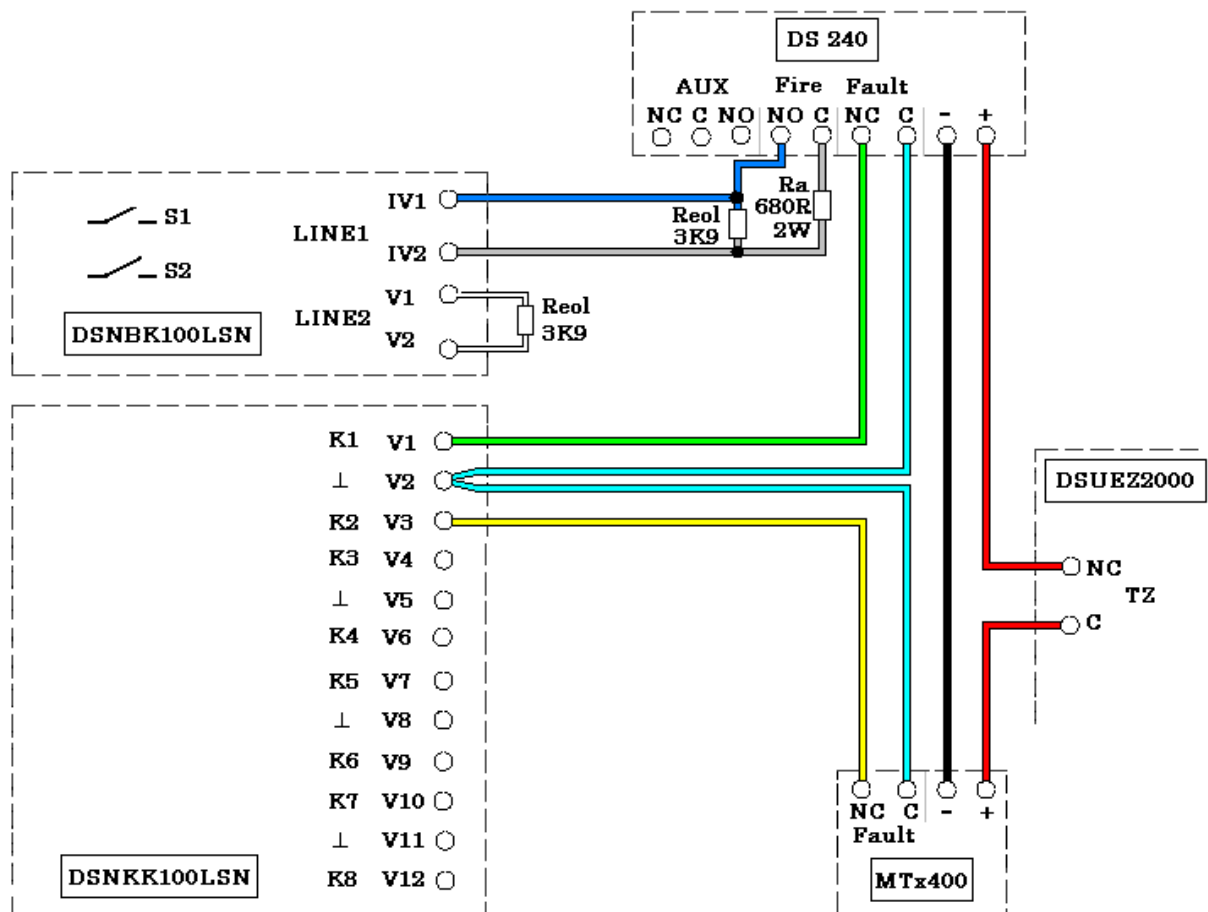 DS 240
AUX Fire Fault
NC C NO NO C NC C - +
IV1
S1
LINE1
Reol
3K9
Ra
680R
2W
IV2
S2
V1
LINE2
Reol
3K9
DSNBK100LSN
V2
K1 V1
⊥ V2
DSUEZ2000
K2 V3
K3 V4
NC
TZ
⊥ V5
C
K4 V6
K5 V7
⊥ V8
K6 V9
K7 V10
NC C - +
Fault
⊥ V11
DSNKK100LSN
K8 V12
MTx400